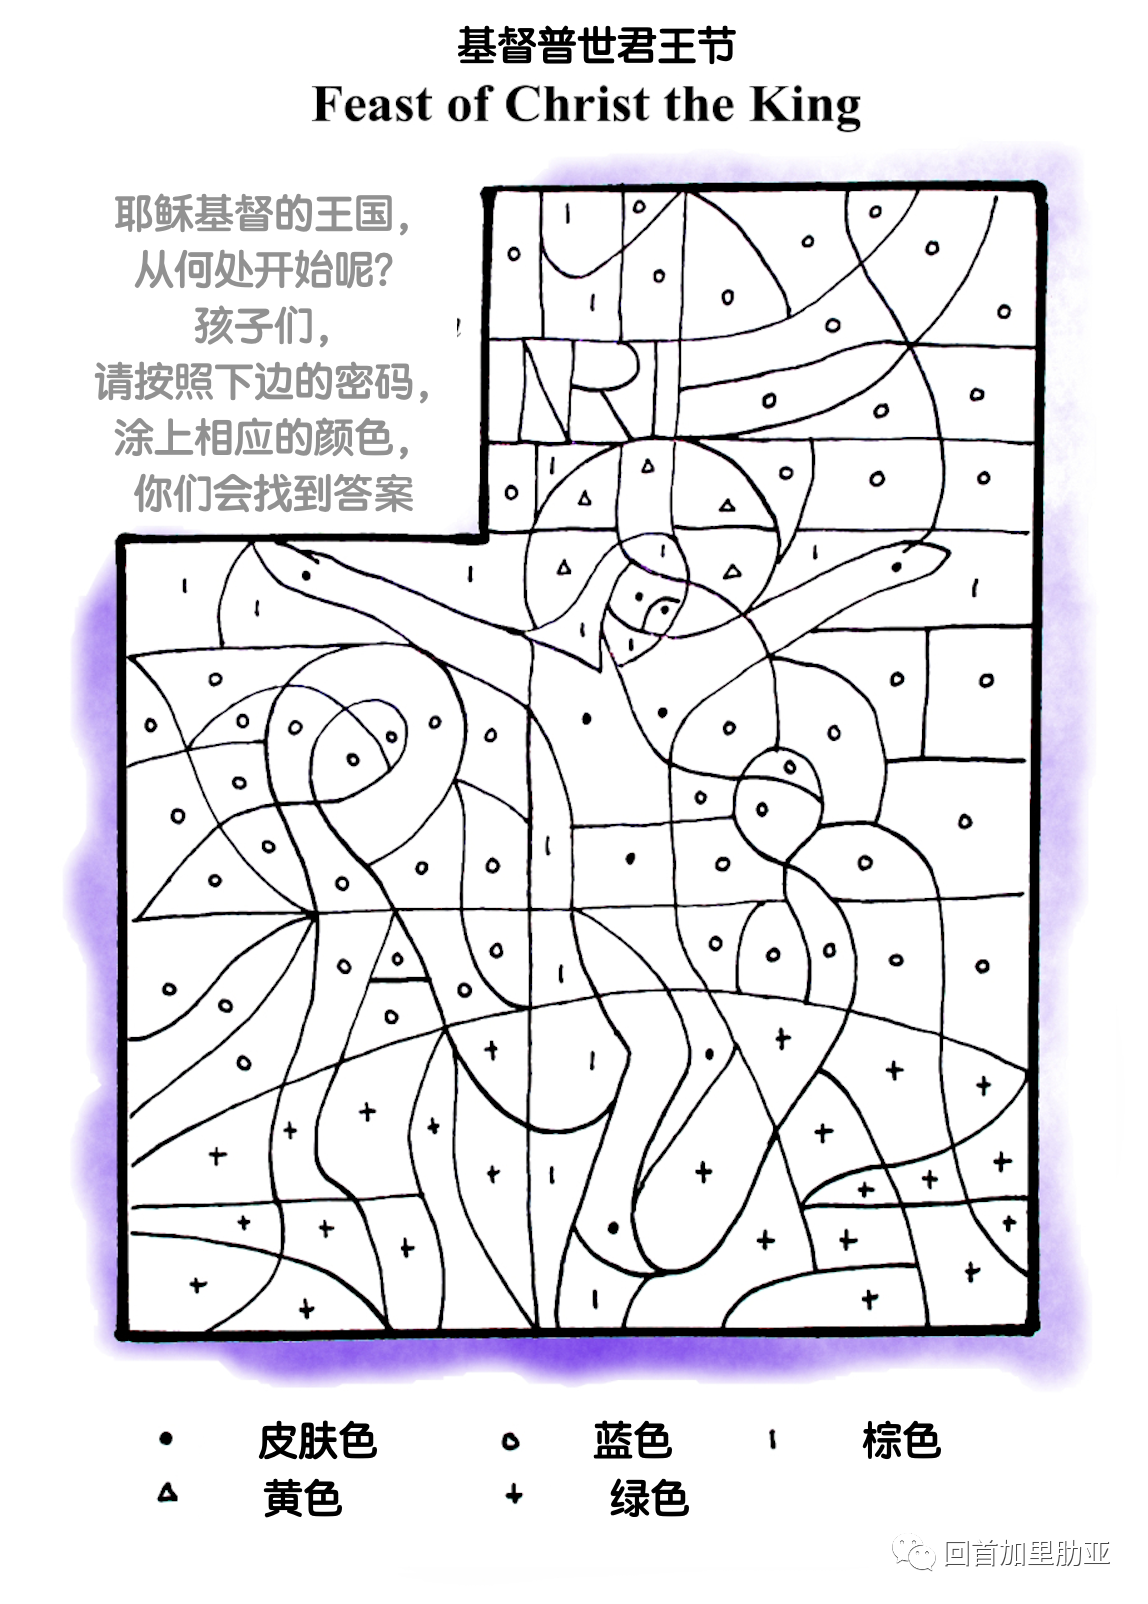 基督普世君王节
Feast of Christ the King
耶稣基督的王国，
从何处开始呢？
孩子们，
请按照下边的密码，
涂上相应的颜色，
你们会找到答案
INRI
皮肤色 蓝色 棕色
黄色 绿色
回首加里肋亚